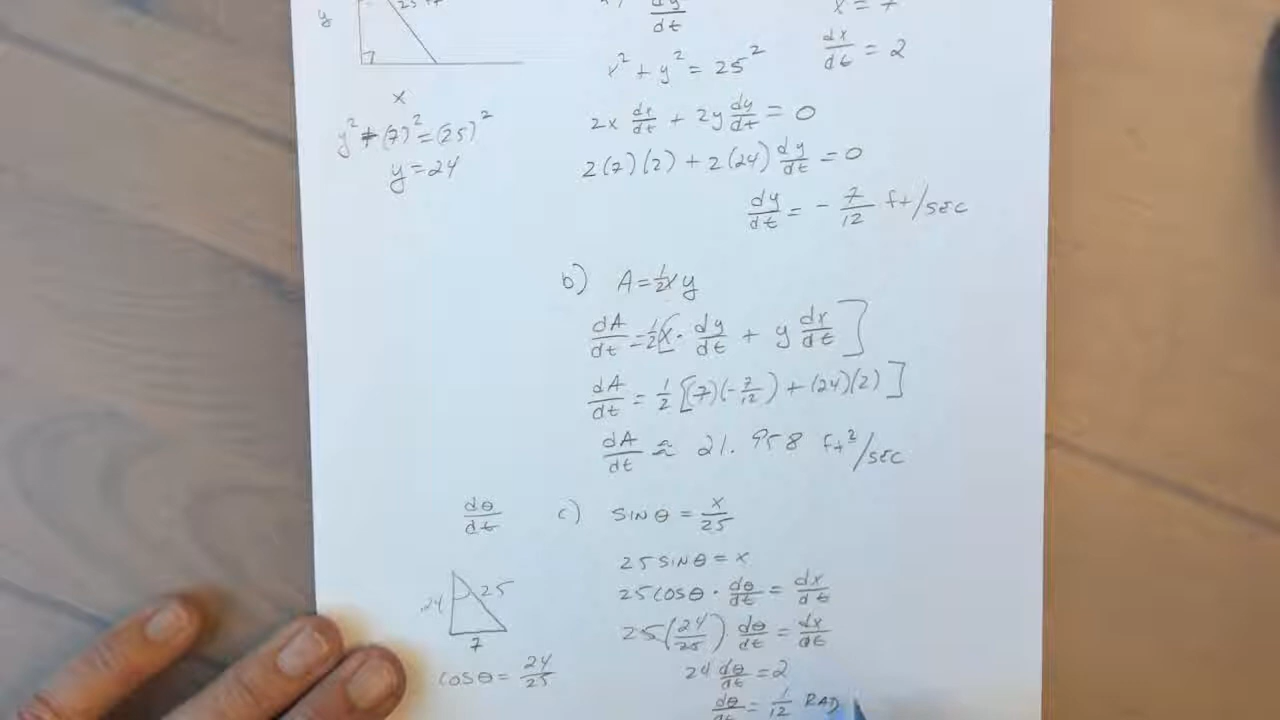 y
x
y² + (7)² = (25)²
y = 24
dy/dt
dx/dt = 2
x² + y² = 25²
2x dx/dt + 2y dy/dt = 0
2(7)(2) + 2(24) dy/dt = 0
dy/dt = - 7/12 ft/SEC
b) A = 1/2 x y
dA/dt = 1/2 [x · dy/dt + y dx/dt]
dA/dt = 1/2 [(7)(- 7/12) + (24)(2)]
dA/dt ≈ 21.958 ft²/SEC
dθ/dt
c) SIN θ = x/25
25 SIN θ = x
25 COS θ · dθ/dt = dx/dt
25 (24/25) dθ/dt = dx/dt
24 dθ/dt = 2
dθ/dt = 1/12 RAD
24
25
7
COS θ = 24/25